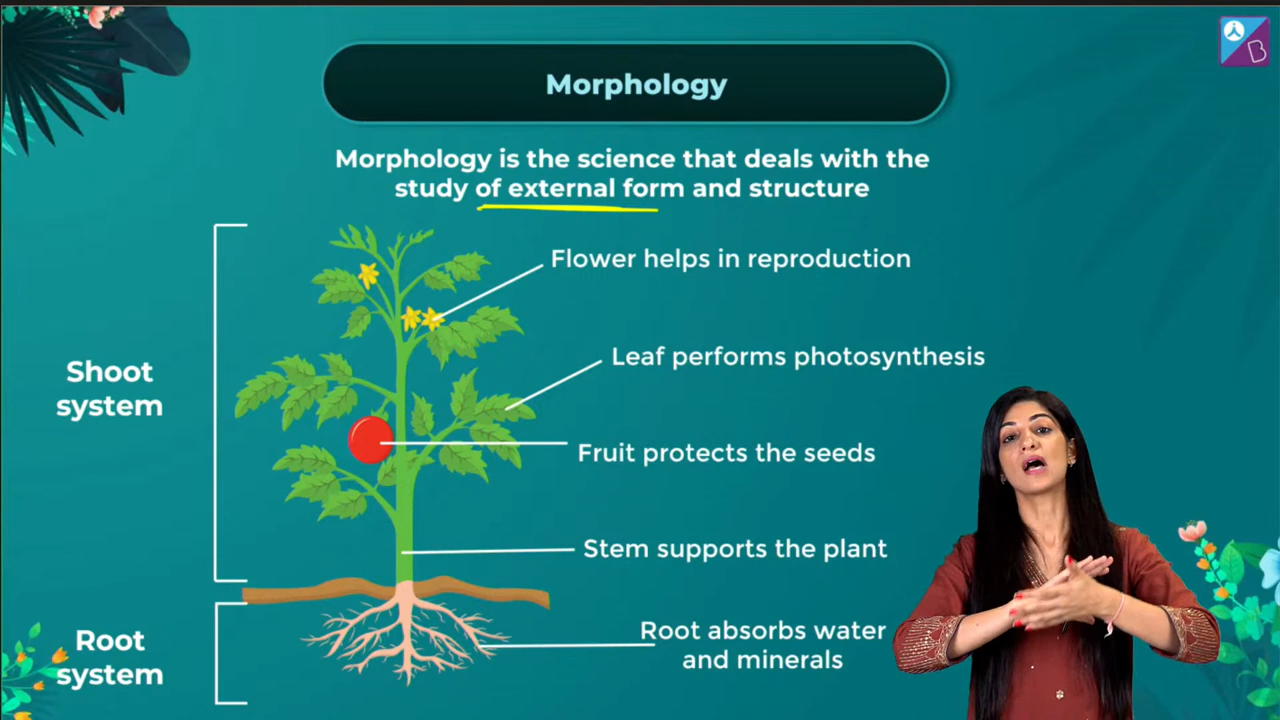 Morphology
Morphology is the science that deals with the
study of external form and structure
Flower helps in reproduction
Leaf performs photosynthesis
Shoot
system
Fruit protects the seeds
Stem supports the plant
Root absorbs water
and minerals
Root
system
B